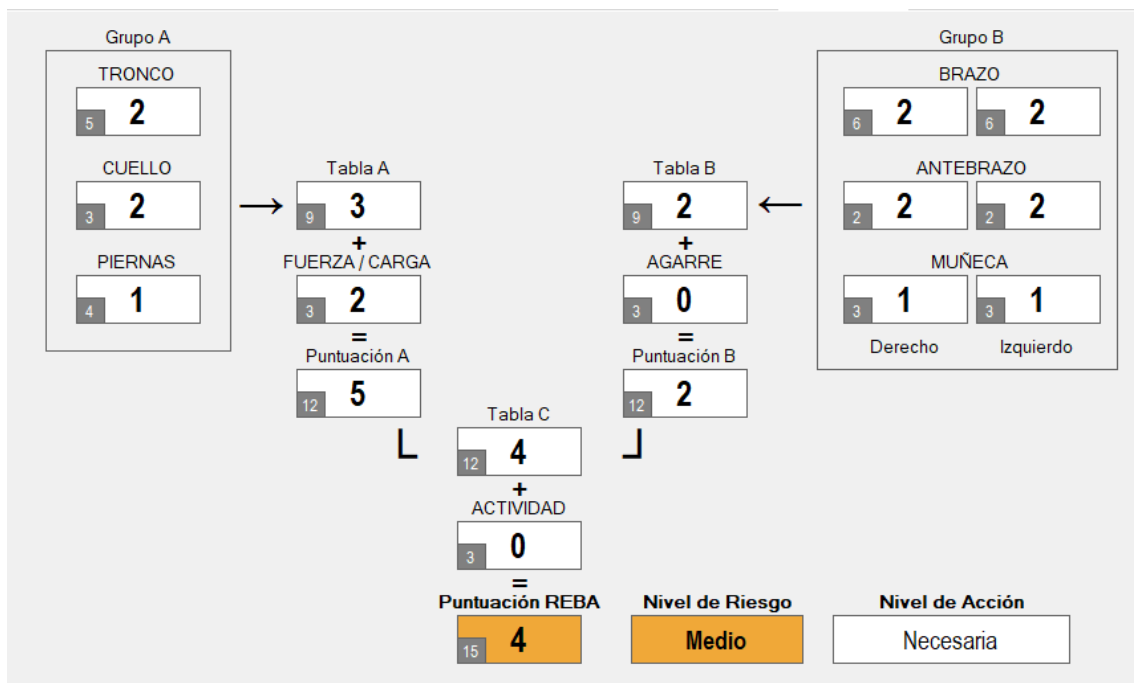 Grupo A
Grupo B
TRONCO
5 2
BRAZO
6 2 6 2
CUELLO
3 2
Tabla A
9 3
Tabla B
9 2
ANTEBRAZO
2 2 2 2
→
←
+
+
PIERNAS
4 1
FUERZA / CARGA
3 2
AGARRE
3 0
MUÑECA
3 1 3 1
=
=
Derecho Izquierdo
Puntuación A
12 5
Puntuación B
12 2
Tabla C
12 4
+
ACTIVIDAD
3 0
=
Puntuación REBA
15 4
Nivel de Riesgo
Medio
Nivel de Acción
Necesaria